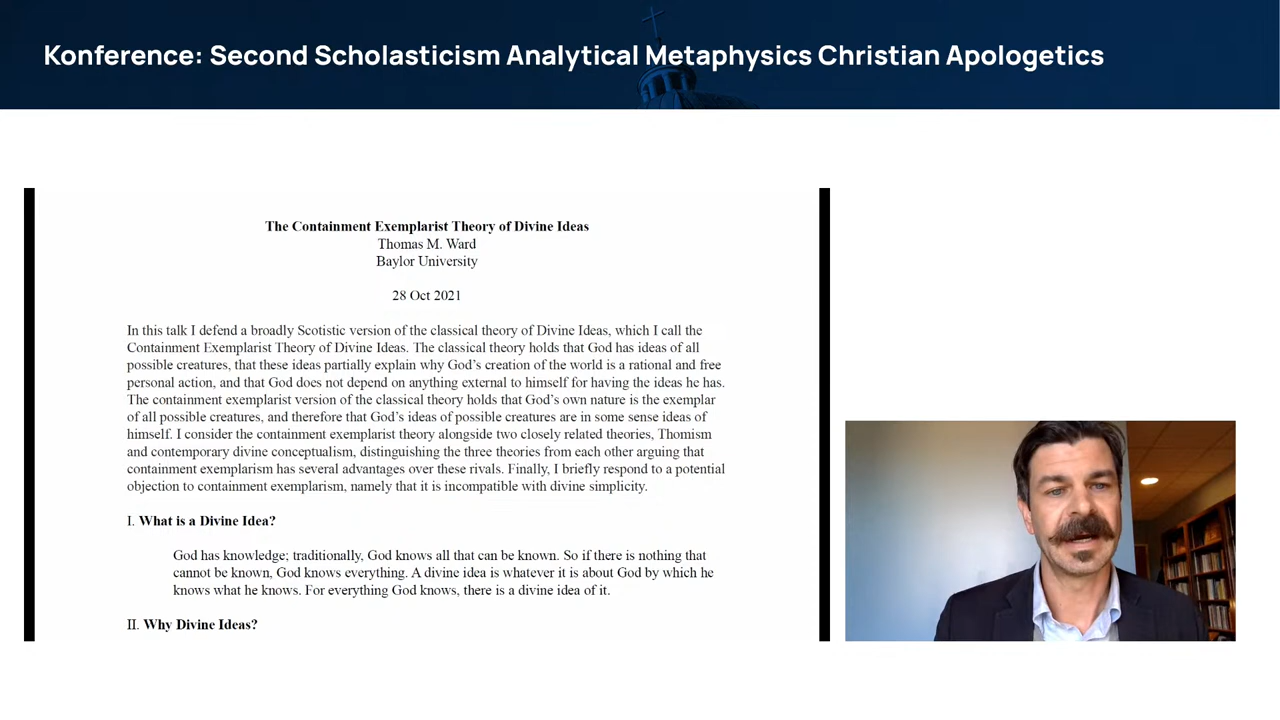 Konference: Second Scholasticism Analytical Metaphysics Christian Apologetics
The Containment Exemplarist Theory of Divine Ideas
Thomas M. Ward
Baylor University
28 Oct 2021
In this talk I defend a broadly Scotistic version of the classical theory of Divine Ideas, which I call the
Containment Exemplarist Theory of Divine Ideas. The classical theory holds that God has ideas of all
possible creatures, that these ideas partially explain why God's creation of the world is a rational and free
personal action, and that God does not depend on anything external to himself for having the ideas he has.
The containment exemplarist version of the classical theory holds that God's own nature is the exemplar
of all possible creatures, and therefore that God's ideas of possible creatures are in some sense ideas of
himself. I consider the containment exemplarist theory alongside two closely related theories, Thomism
and contemporary divine conceptualism, distinguishing the three theories from each other arguing that
containment exemplarism has several advantages over these rivals. Finally, I briefly respond to a potential
objection to containment exemplarism, namely that it is incompatible with divine simplicity.
I. What is a Divine Idea?
God has knowledge; traditionally, God knows all that can be known. So if there is nothing that
cannot be known, God knows everything. A divine idea is whatever it is about God by which he
knows what he knows. For everything God knows, there is a divine idea of it.
II. Why Divine Ideas?